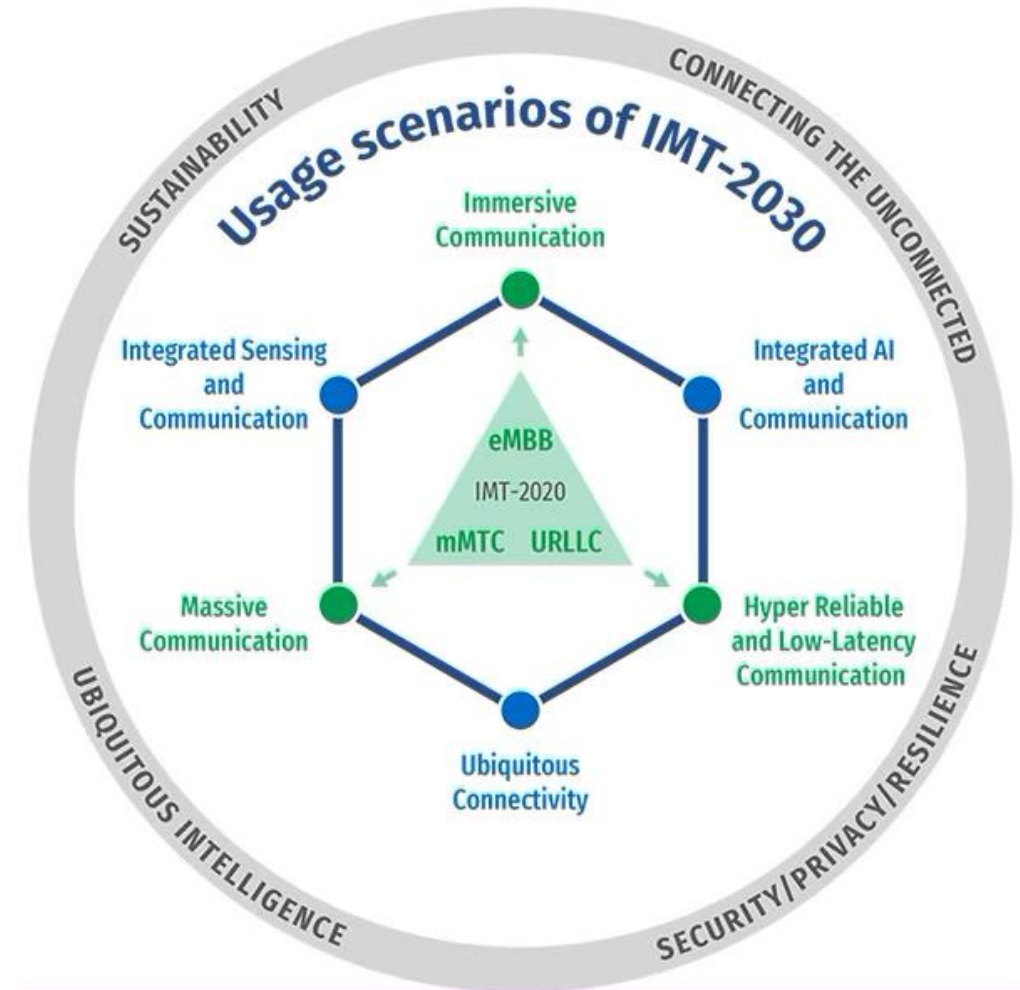 SUSTAINABILITY
CONNECTING THE UNCONNECTED
Usage scenarios of IMT-2030
Immersive
Communication
Integrated Sensing
and
Communication
Integrated AI
and
Communication
eMBB
IMT-2020
mMTC URLLC
Massive
Communication
Hyper Reliable
and Low-Latency
Communication
Ubiquitous
Connectivity
UBIQUITOUS INTELLIGENCE
SECURITY/PRIVACY/RESILIENCE